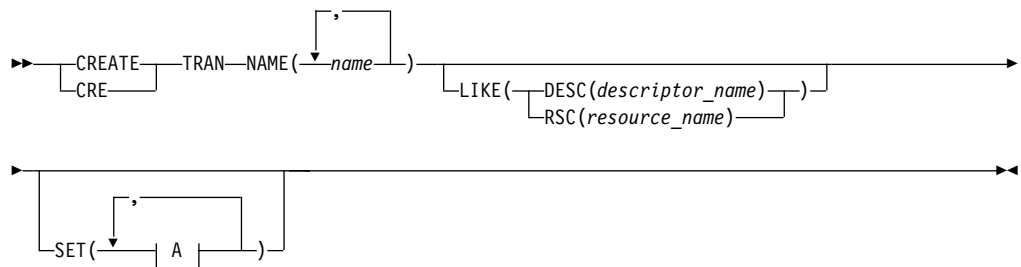 ,
CREATE TRAN NAME( name ) LIKE( DESC(descriptor_name) )
CRE RSC(resource_name)
,
SET( A )